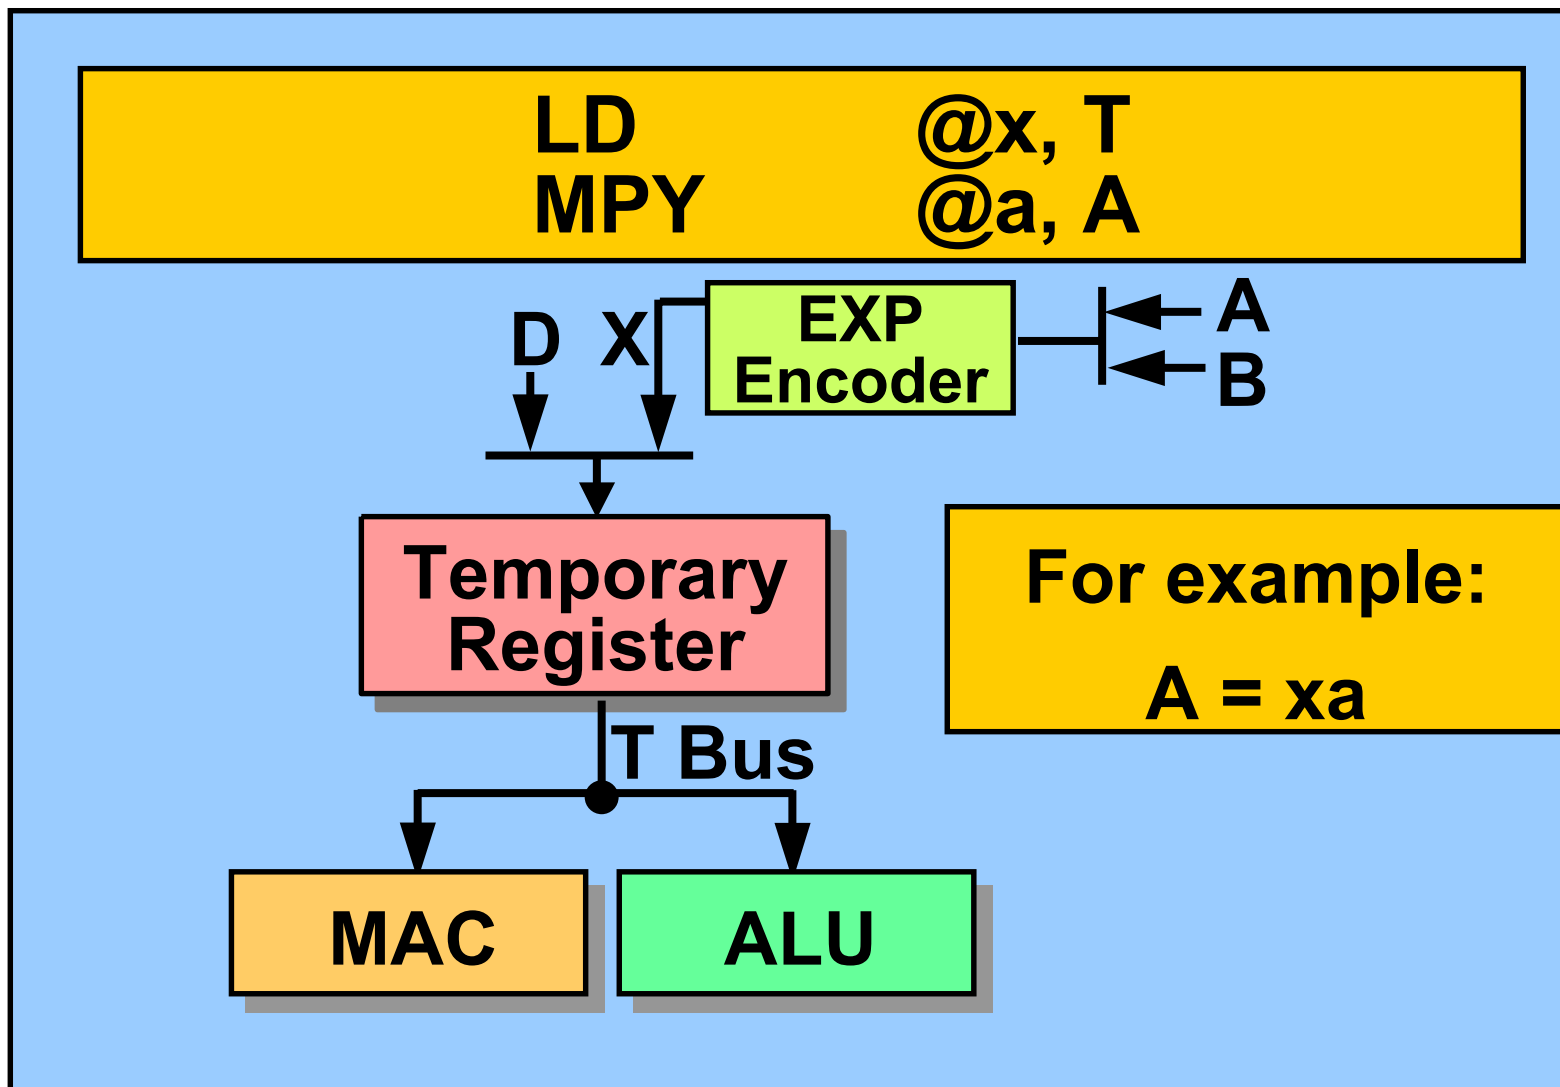 LD @x, T
MPY @a, A
D X
EXP
Encoder
A
B
Temporary
Register
For example:
A = xa
T Bus
MAC
ALU